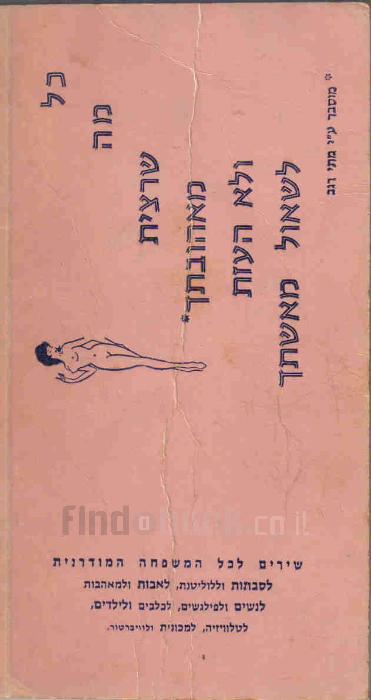 כל
מה
שרצית
מאהובתך*
ולא העזת
לשאול מאשתך
* מוסבר ע"י מתי רגב
findabook.co.il
שירים לכל המשפחה המודרנית
לסבתות וללוליטות, לאבות ולמאהבות
לנשים ולפילגשים, לכלבים ולילדים,
לטלוויזיה, למכונית ולוויברטור.